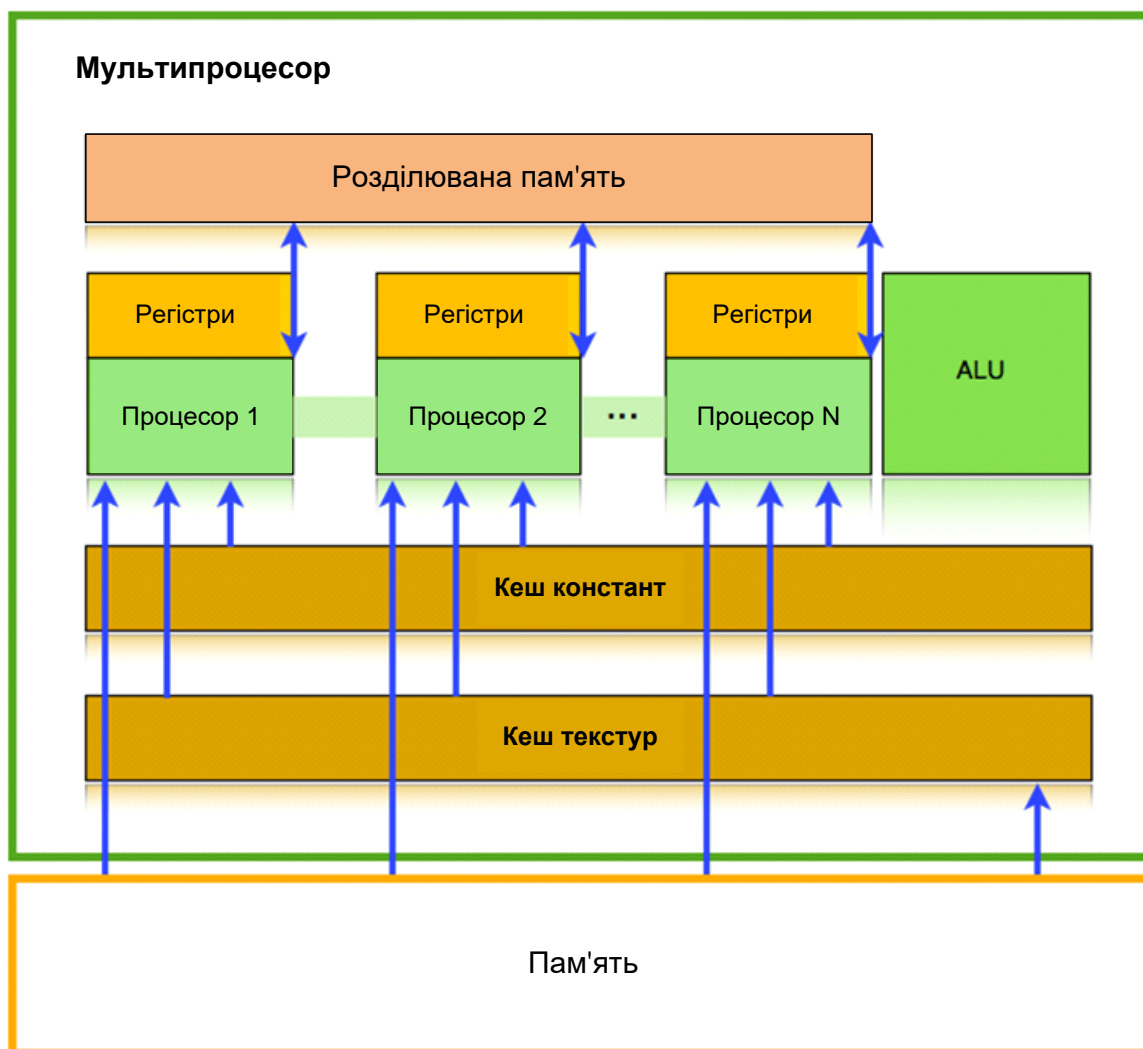 Мультипроцесор
Розділювана пам'ять
Регістри
Регістри
Регістри
ALU
Процесор 1
Процесор 2
...
Процесор N
Кеш констант
Кеш текстур
Пам'ять